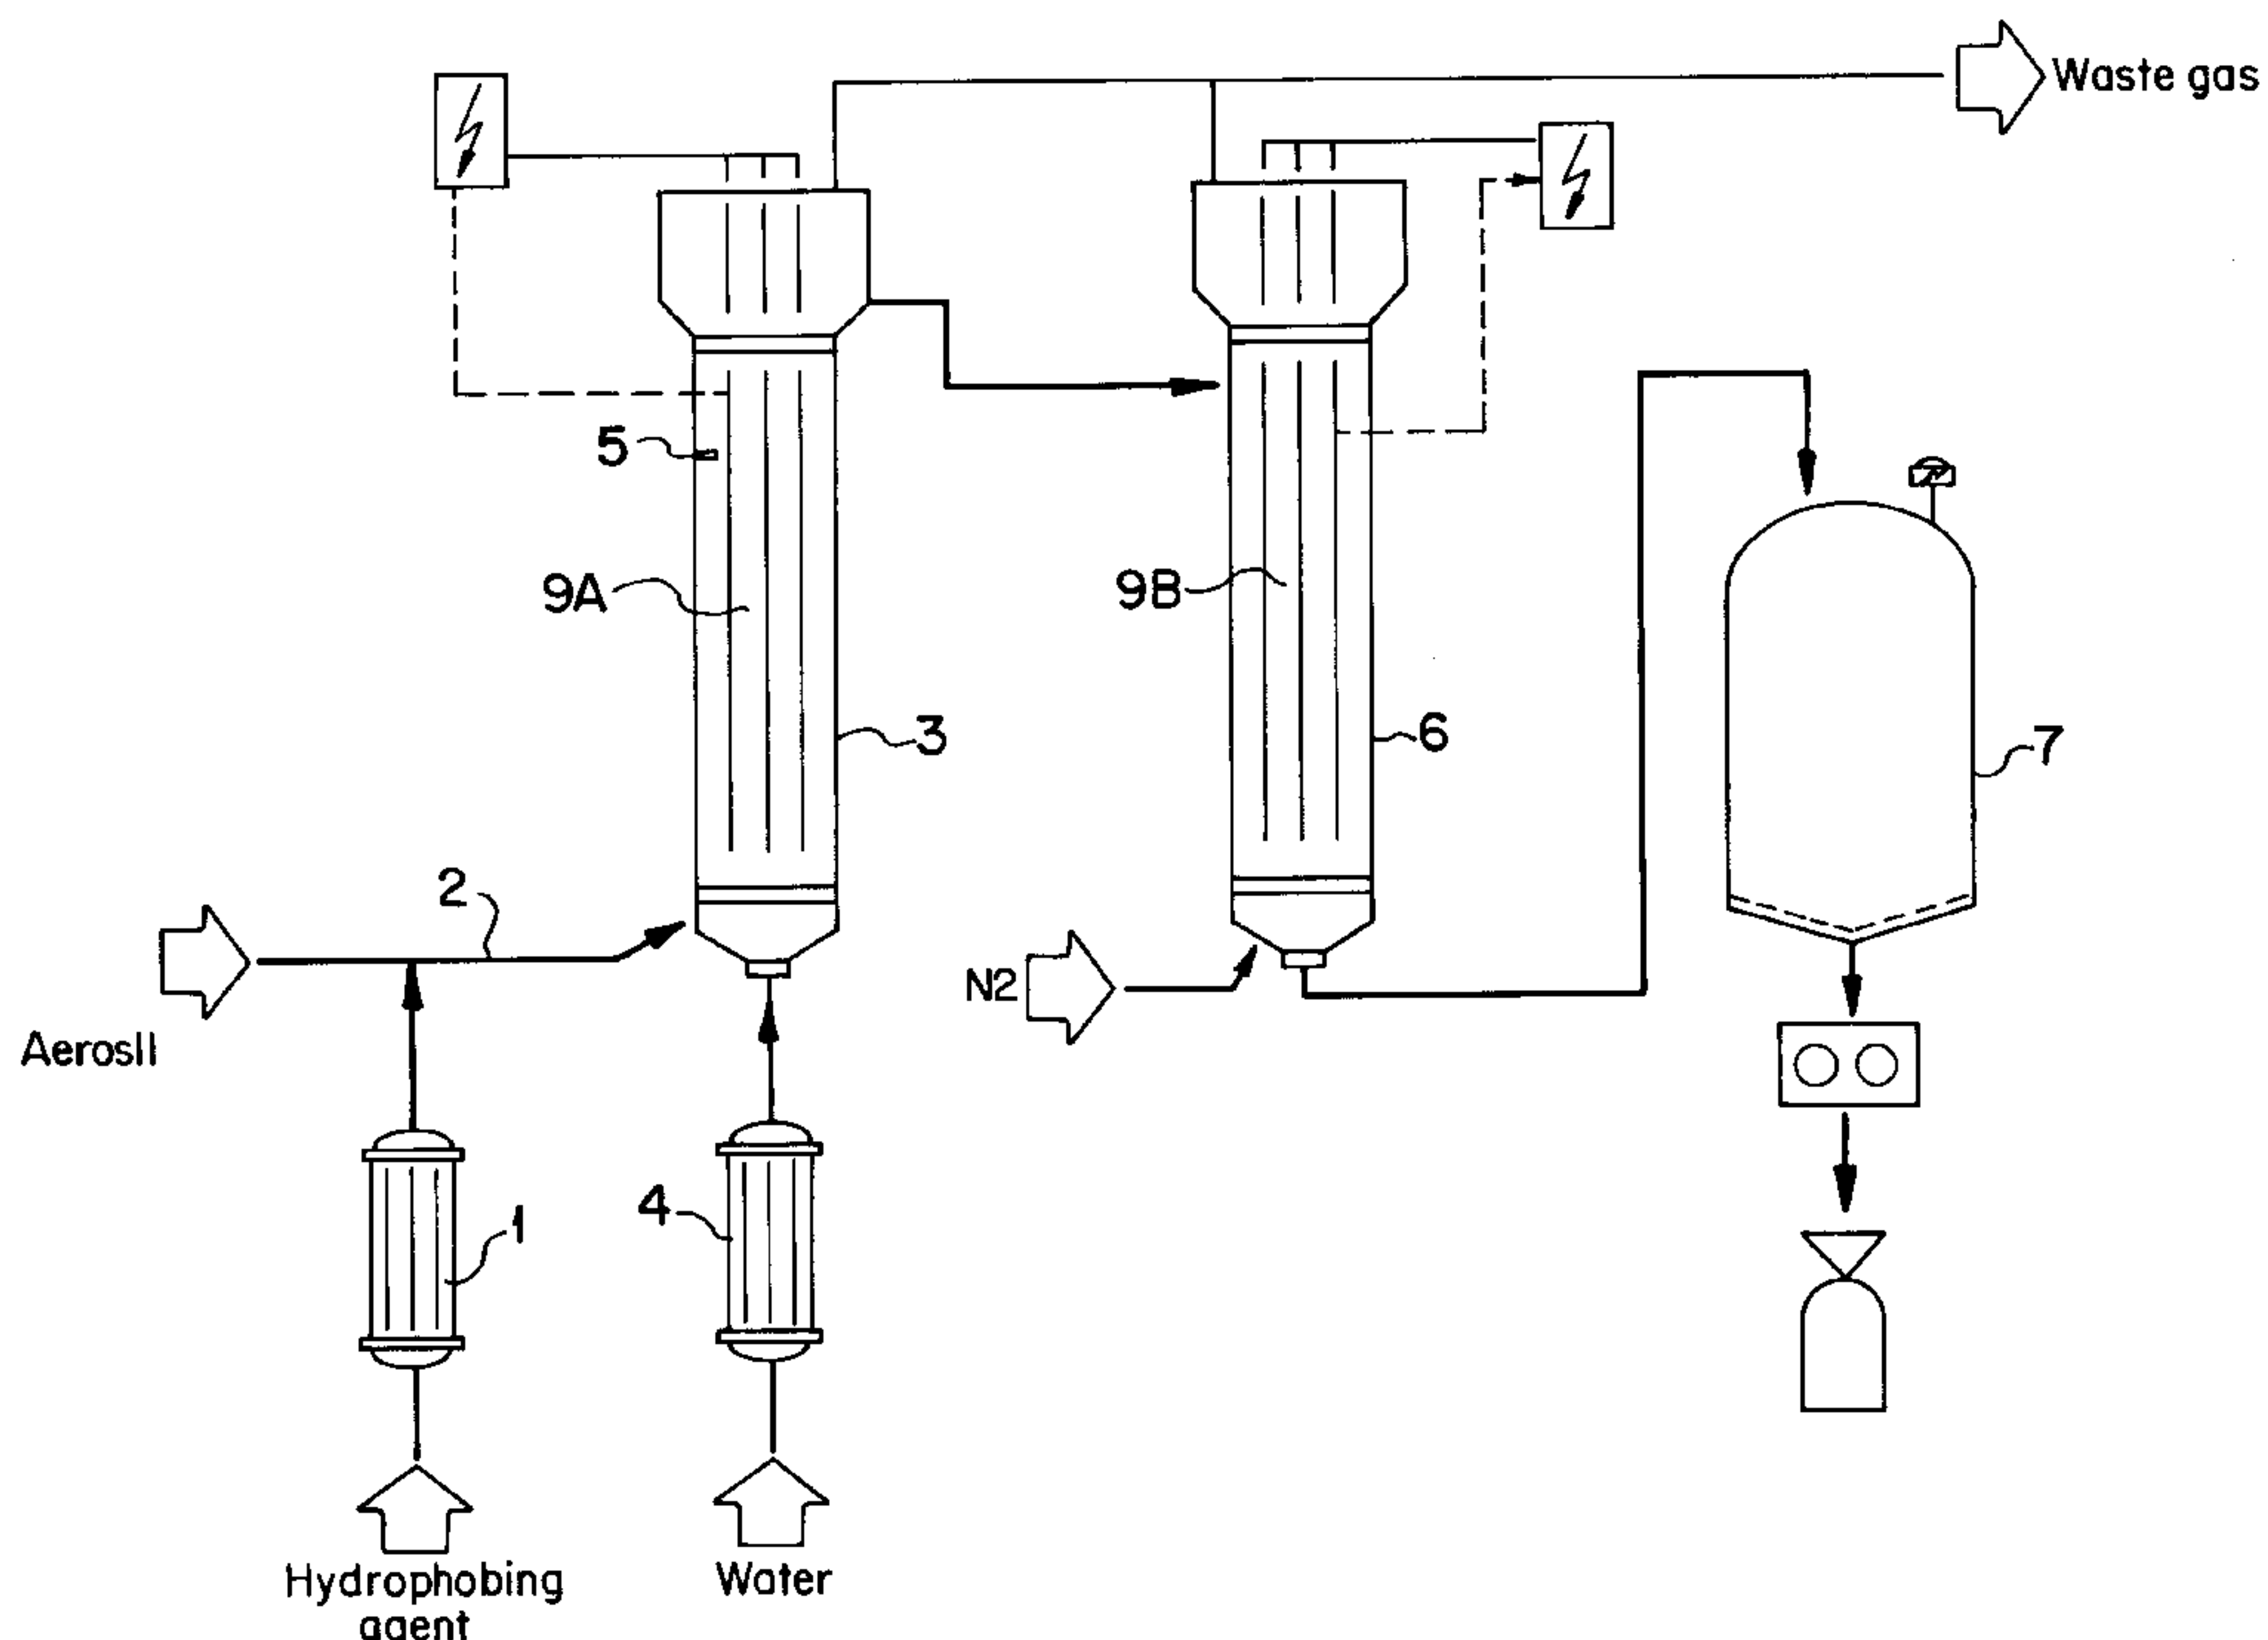 Waste gas
5
9A
9B
3
6
7
2
N2
Aerosil
1
4
Hydrophobing
agent
Water